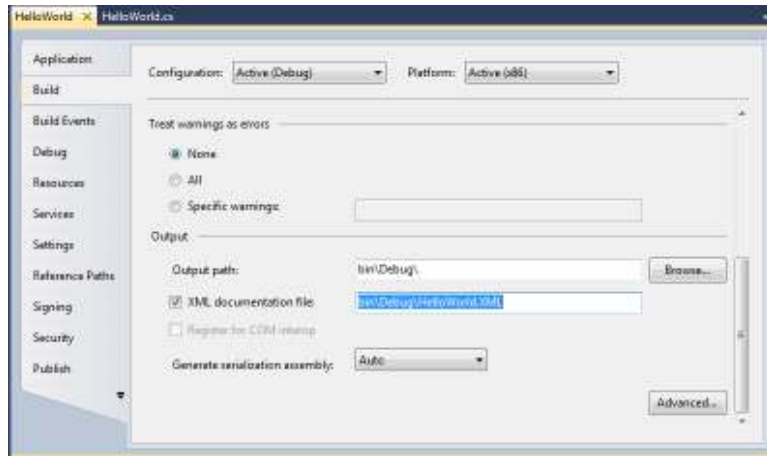 HelloWorld HelloWorld.cs
Application
Build
Build Events
Debug
Resources
Services
Settings
Reference Paths
Signing
Security
Publish
Configuration: Active (Debug) Platform: Active (x86)
Treat warnings as errors
None
All
Specific warnings:
Output
Output path: bin\Debug\ Browse...
XML documentation file: bin\Debug\HelloWorld.XML
Register for COM interop
Generate serialization assembly: Auto
Advanced...